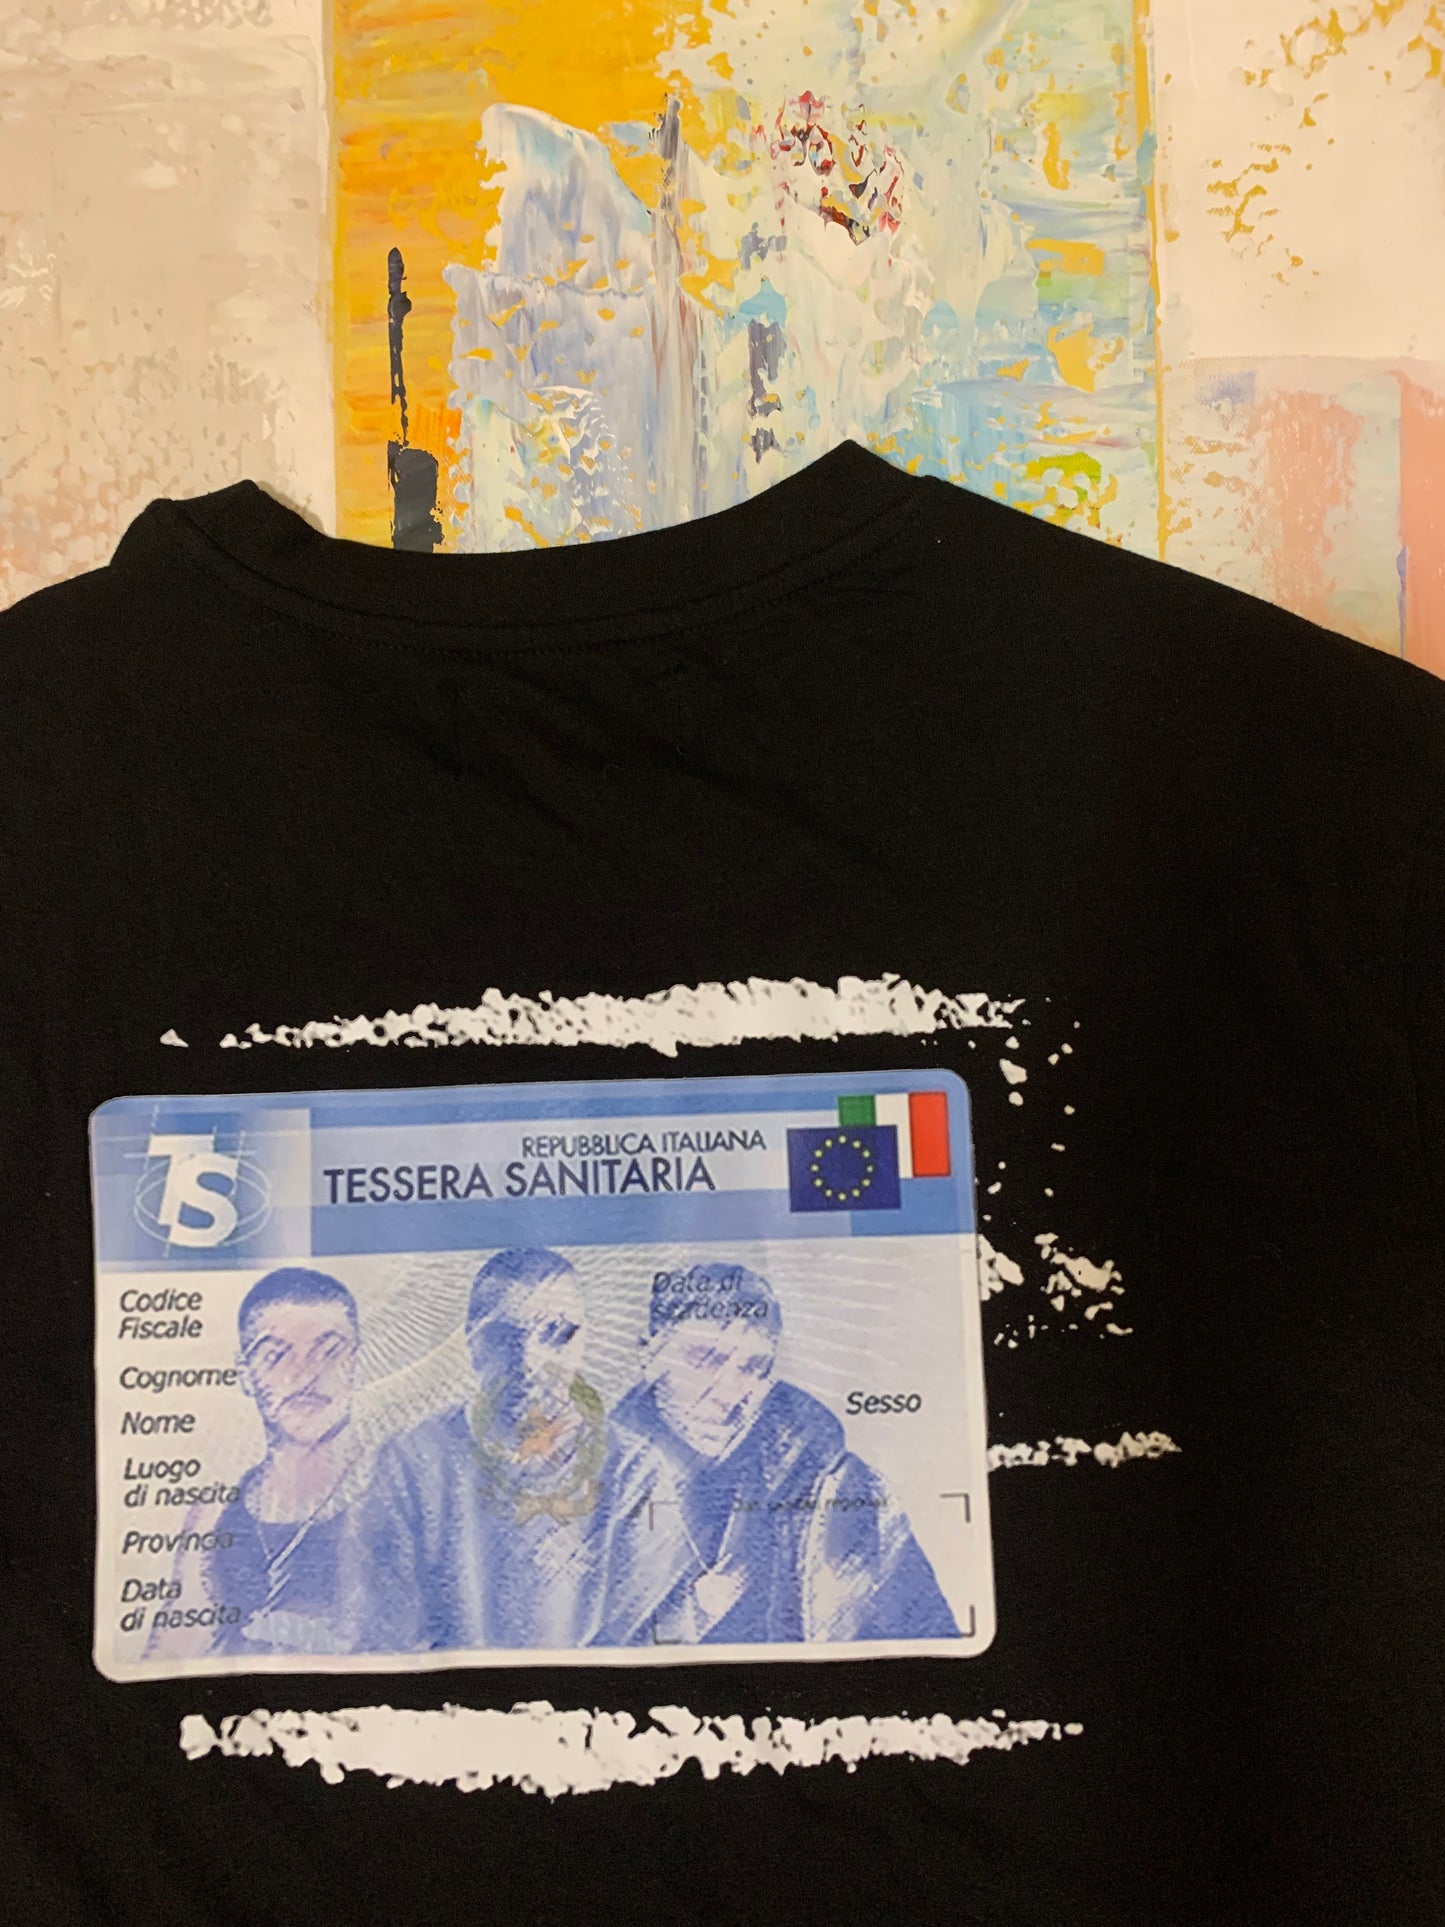 TS
REPUBBLICA ITALIANA
TESSERA SANITARIA
Codice
Fiscale
Data di
scadenza
Cognome
Nome
Sesso
Luogo
di nascita
Provincia
Data
di nascita